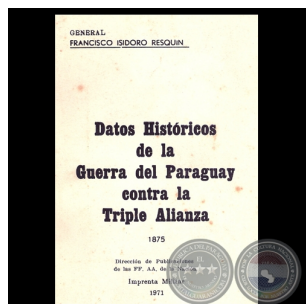 GENERAL
FRANCISCO ISIDORO RESQUIN
Datos Históricos
de la
Guerra del Paraguay
contra la
Triple Alianza
1875
Dirección de Publicaciones
de las FF. AA. de la
Imprenta Militar
1971